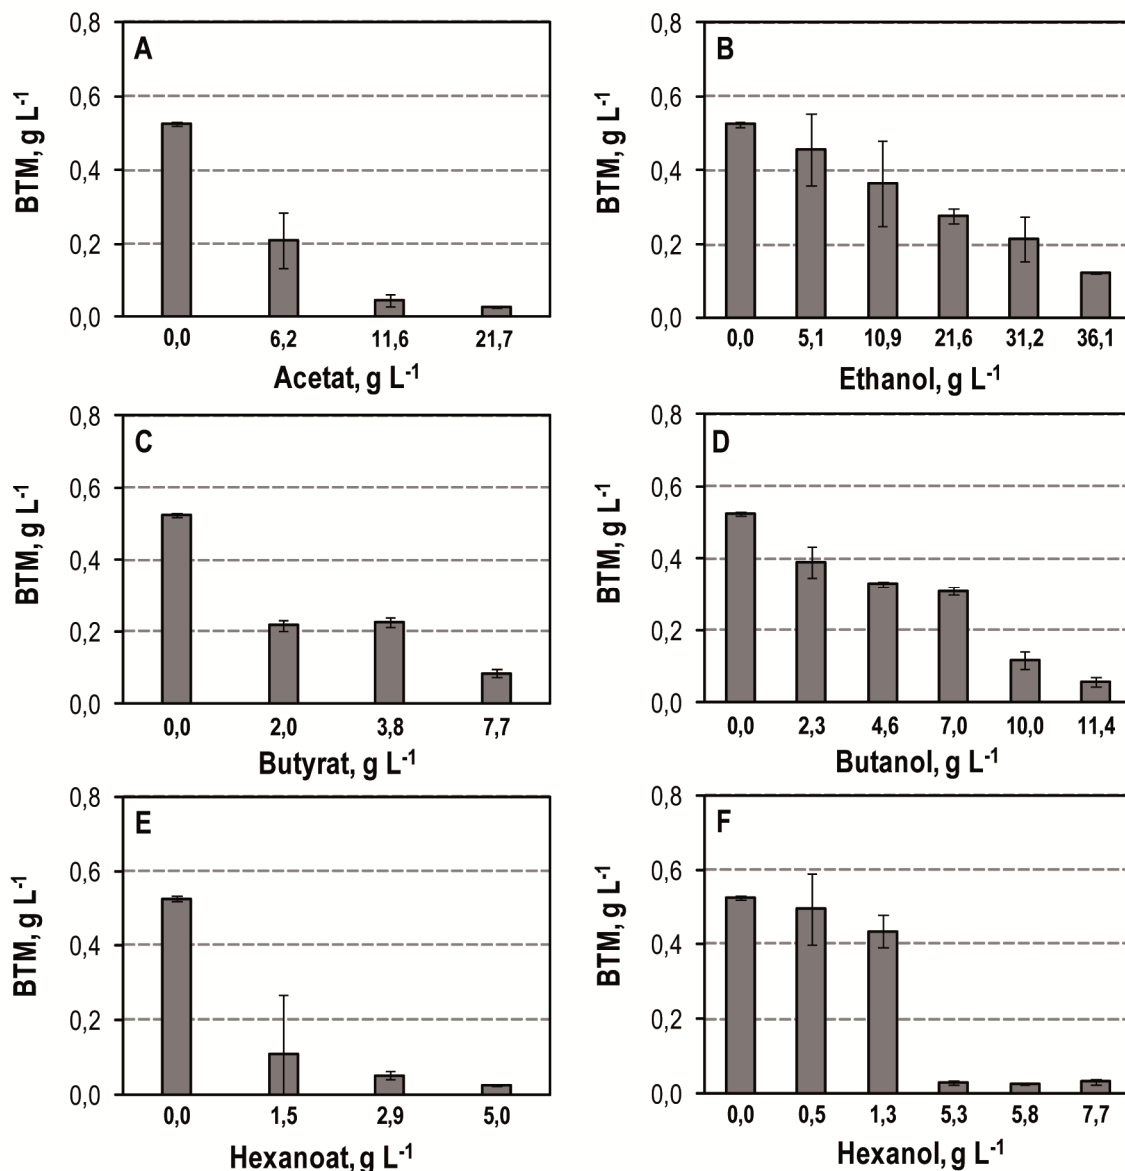 A
BTM, g L-1
0,8
0,6
0,4
0,2
0,0
0,0 6,2 11,6 21,7
Acetat, g L-1
B
BTM, g L-1
0,8
0,6
0,4
0,2
0,0
0,0 5,1 10,9 21,6 31,2 36,1
Ethanol, g L-1
C
BTM, g L-1
0,8
0,6
0,4
0,2
0,0
0,0 2,0 3,8 7,7
Butyrat, g L-1
D
BTM, g L-1
0,8
0,6
0,4
0,2
0,0
0,0 2,3 4,6 7,0 10,0 11,4
Butanol, g L-1
E
BTM, g L-1
0,8
0,6
0,4
0,2
0,0
0,0 1,5 2,9 5,0
Hexanoat, g L-1
F
BTM, g L-1
0,8
0,6
0,4
0,2
0,0
0,0 0,5 1,3 5,3 5,8 7,7
Hexanol, g L-1